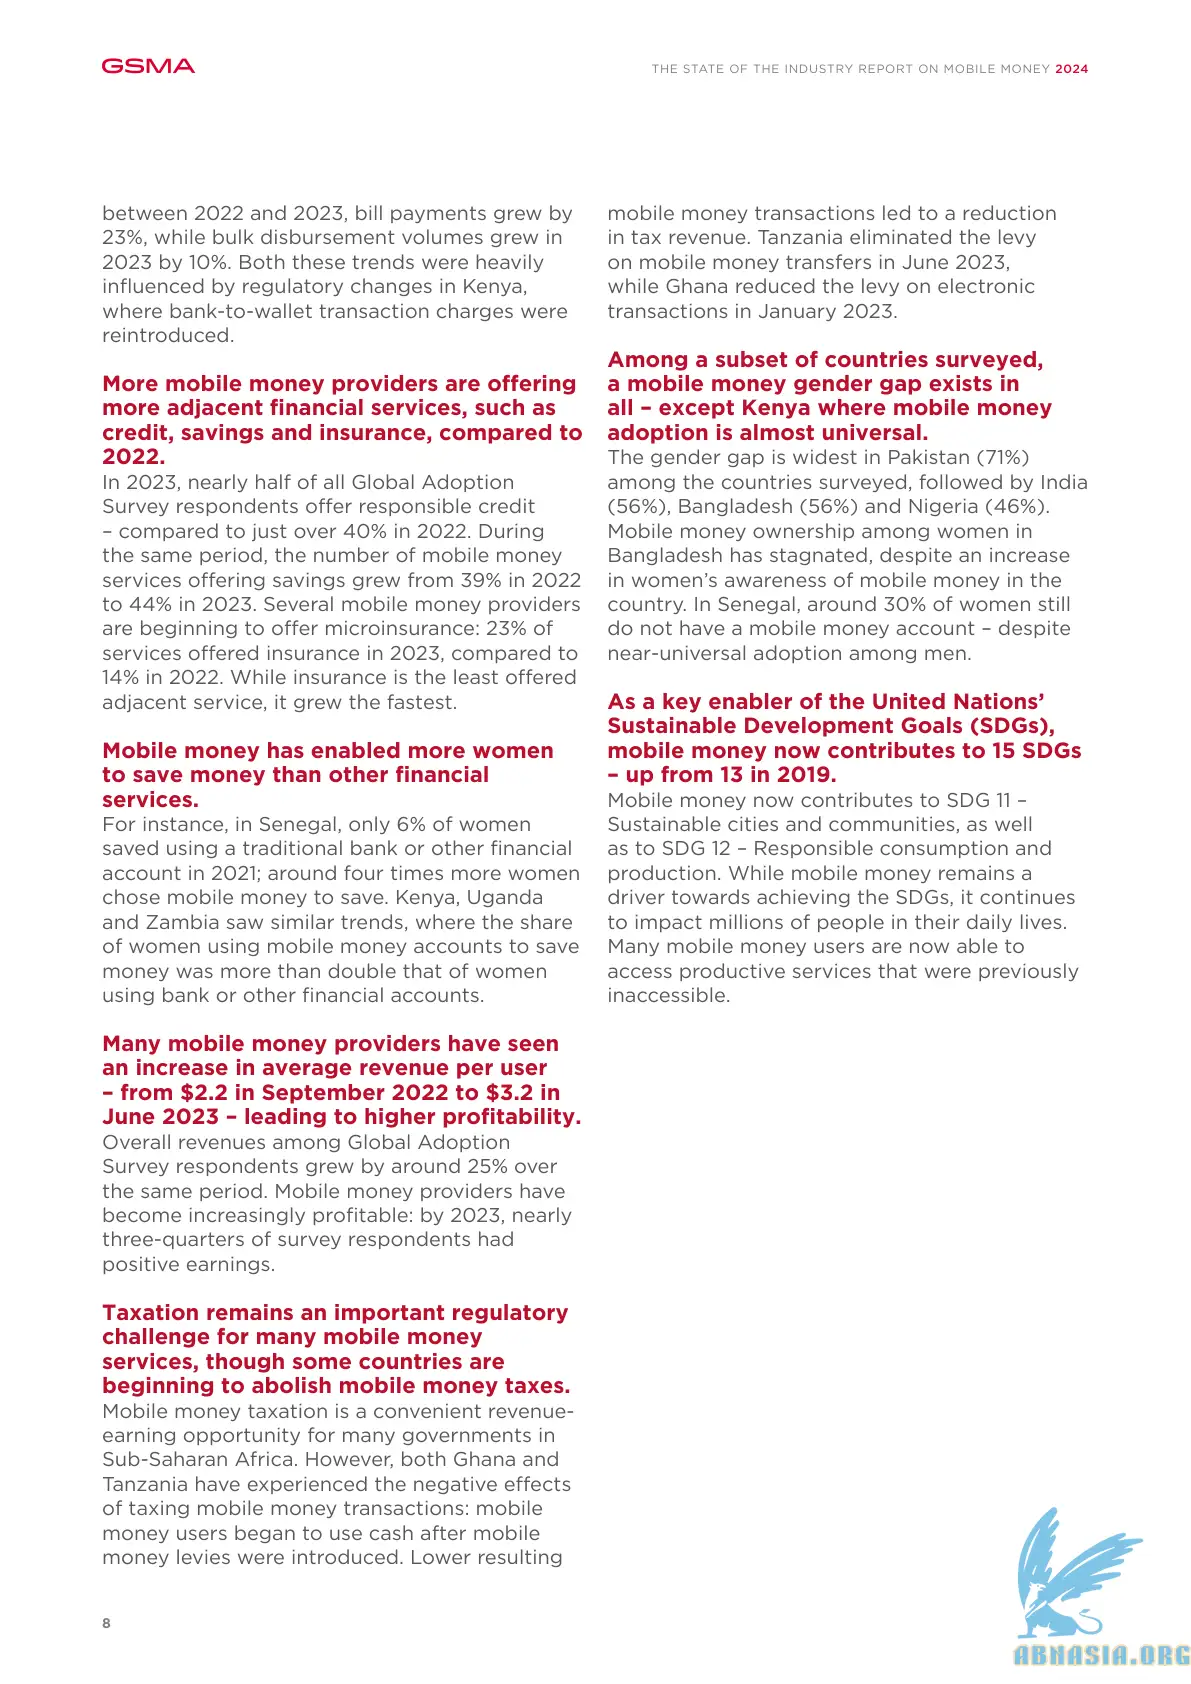 GSMA
THE STATE OF THE INDUSTRY REPORT ON MOBILE MONEY 2024
between 2022 and 2023, bill payments grew by
23%, while bulk disbursement volumes grew in
2023 by 10%. Both these trends were heavily
influenced by regulatory changes in Kenya,
where bank-to-wallet transaction charges were
reintroduced.
More mobile money providers are offering
more adjacent financial services, such as
credit, savings and insurance, compared to
2022.
In 2023, nearly half of all Global Adoption
Survey respondents offer responsible credit
– compared to just over 40% in 2022. During
the same period, the number of mobile money
services offering savings grew from 39% in 2022
to 44% in 2023. Several mobile money providers
are beginning to offer microinsurance: 23% of
services offered insurance in 2023, compared to
14% in 2022. While insurance is the least offered
adjacent service, it grew the fastest.
Mobile money has enabled more women
to save money than other financial
services.
For instance, in Senegal, only 6% of women
saved using a traditional bank or other financial
account in 2021; around four times more women
chose mobile money to save. Kenya, Uganda
and Zambia saw similar trends, where the share
of women using mobile money accounts to save
money was more than double that of women
using bank or other financial accounts.
Many mobile money providers have seen
an increase in average revenue per user
– from $2.2 in September 2022 to $3.2 in
June 2023 – leading to higher profitability.
Overall revenues among Global Adoption
Survey respondents grew by around 25% over
the same period. Mobile money providers have
become increasingly profitable: by 2023, nearly
three-quarters of survey respondents had
positive earnings.
Taxation remains an important regulatory
challenge for many mobile money
services, though some countries are
beginning to abolish mobile money taxes.
Mobile money taxation is a convenient revenue-
earning opportunity for many governments in
Sub-Saharan Africa. However, both Ghana and
Tanzania have experienced the negative effects
of taxing mobile money transactions: mobile
money users began to use cash after mobile
money levies were introduced. Lower resulting
mobile money transactions led to a reduction
in tax revenue. Tanzania eliminated the levy
on mobile money transfers in June 2023,
while Ghana reduced the levy on electronic
transactions in January 2023.
Among a subset of countries surveyed,
a mobile money gender gap exists in
all – except Kenya where mobile money
adoption is almost universal.
The gender gap is widest in Pakistan (71%)
among the countries surveyed, followed by India
(56%), Bangladesh (56%) and Nigeria (46%).
Mobile money ownership among women in
Bangladesh has stagnated, despite an increase
in women’s awareness of mobile money in the
country. In Senegal, around 30% of women still
do not have a mobile money account – despite
near-universal adoption among men.
As a key enabler of the United Nations’
Sustainable Development Goals (SDGs),
mobile money now contributes to 15 SDGs
– up from 13 in 2019.
Mobile money now contributes to SDG 11 –
Sustainable cities and communities, as well
as to SDG 12 – Responsible consumption and
production. While mobile money remains a
driver towards achieving the SDGs, it continues
to impact millions of people in their daily lives.
Many mobile money users are now able to
access productive services that were previously
inaccessible.
8
ABNASIA.ORG